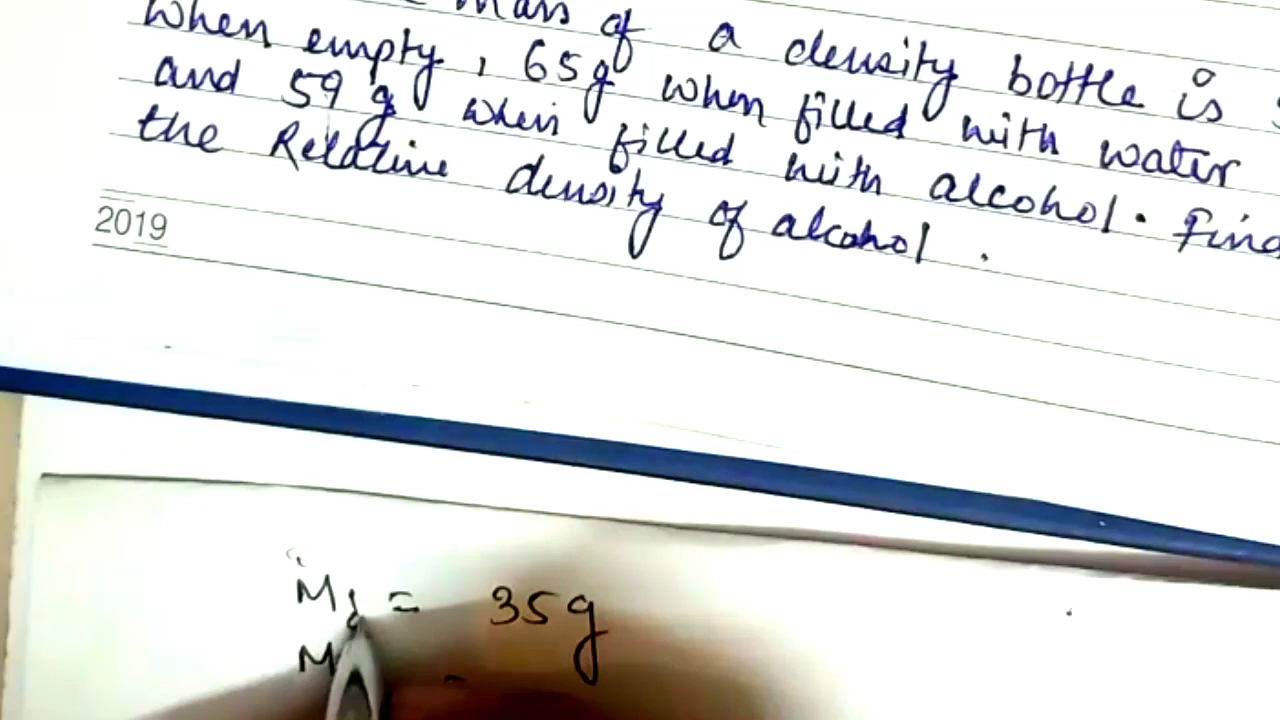 Mass of a density bottle is
when empty, 65g when filled with water
and 59 g when filled with alcohol. Find
the Relative density of alcohol.
2019
M1 = 35g
M